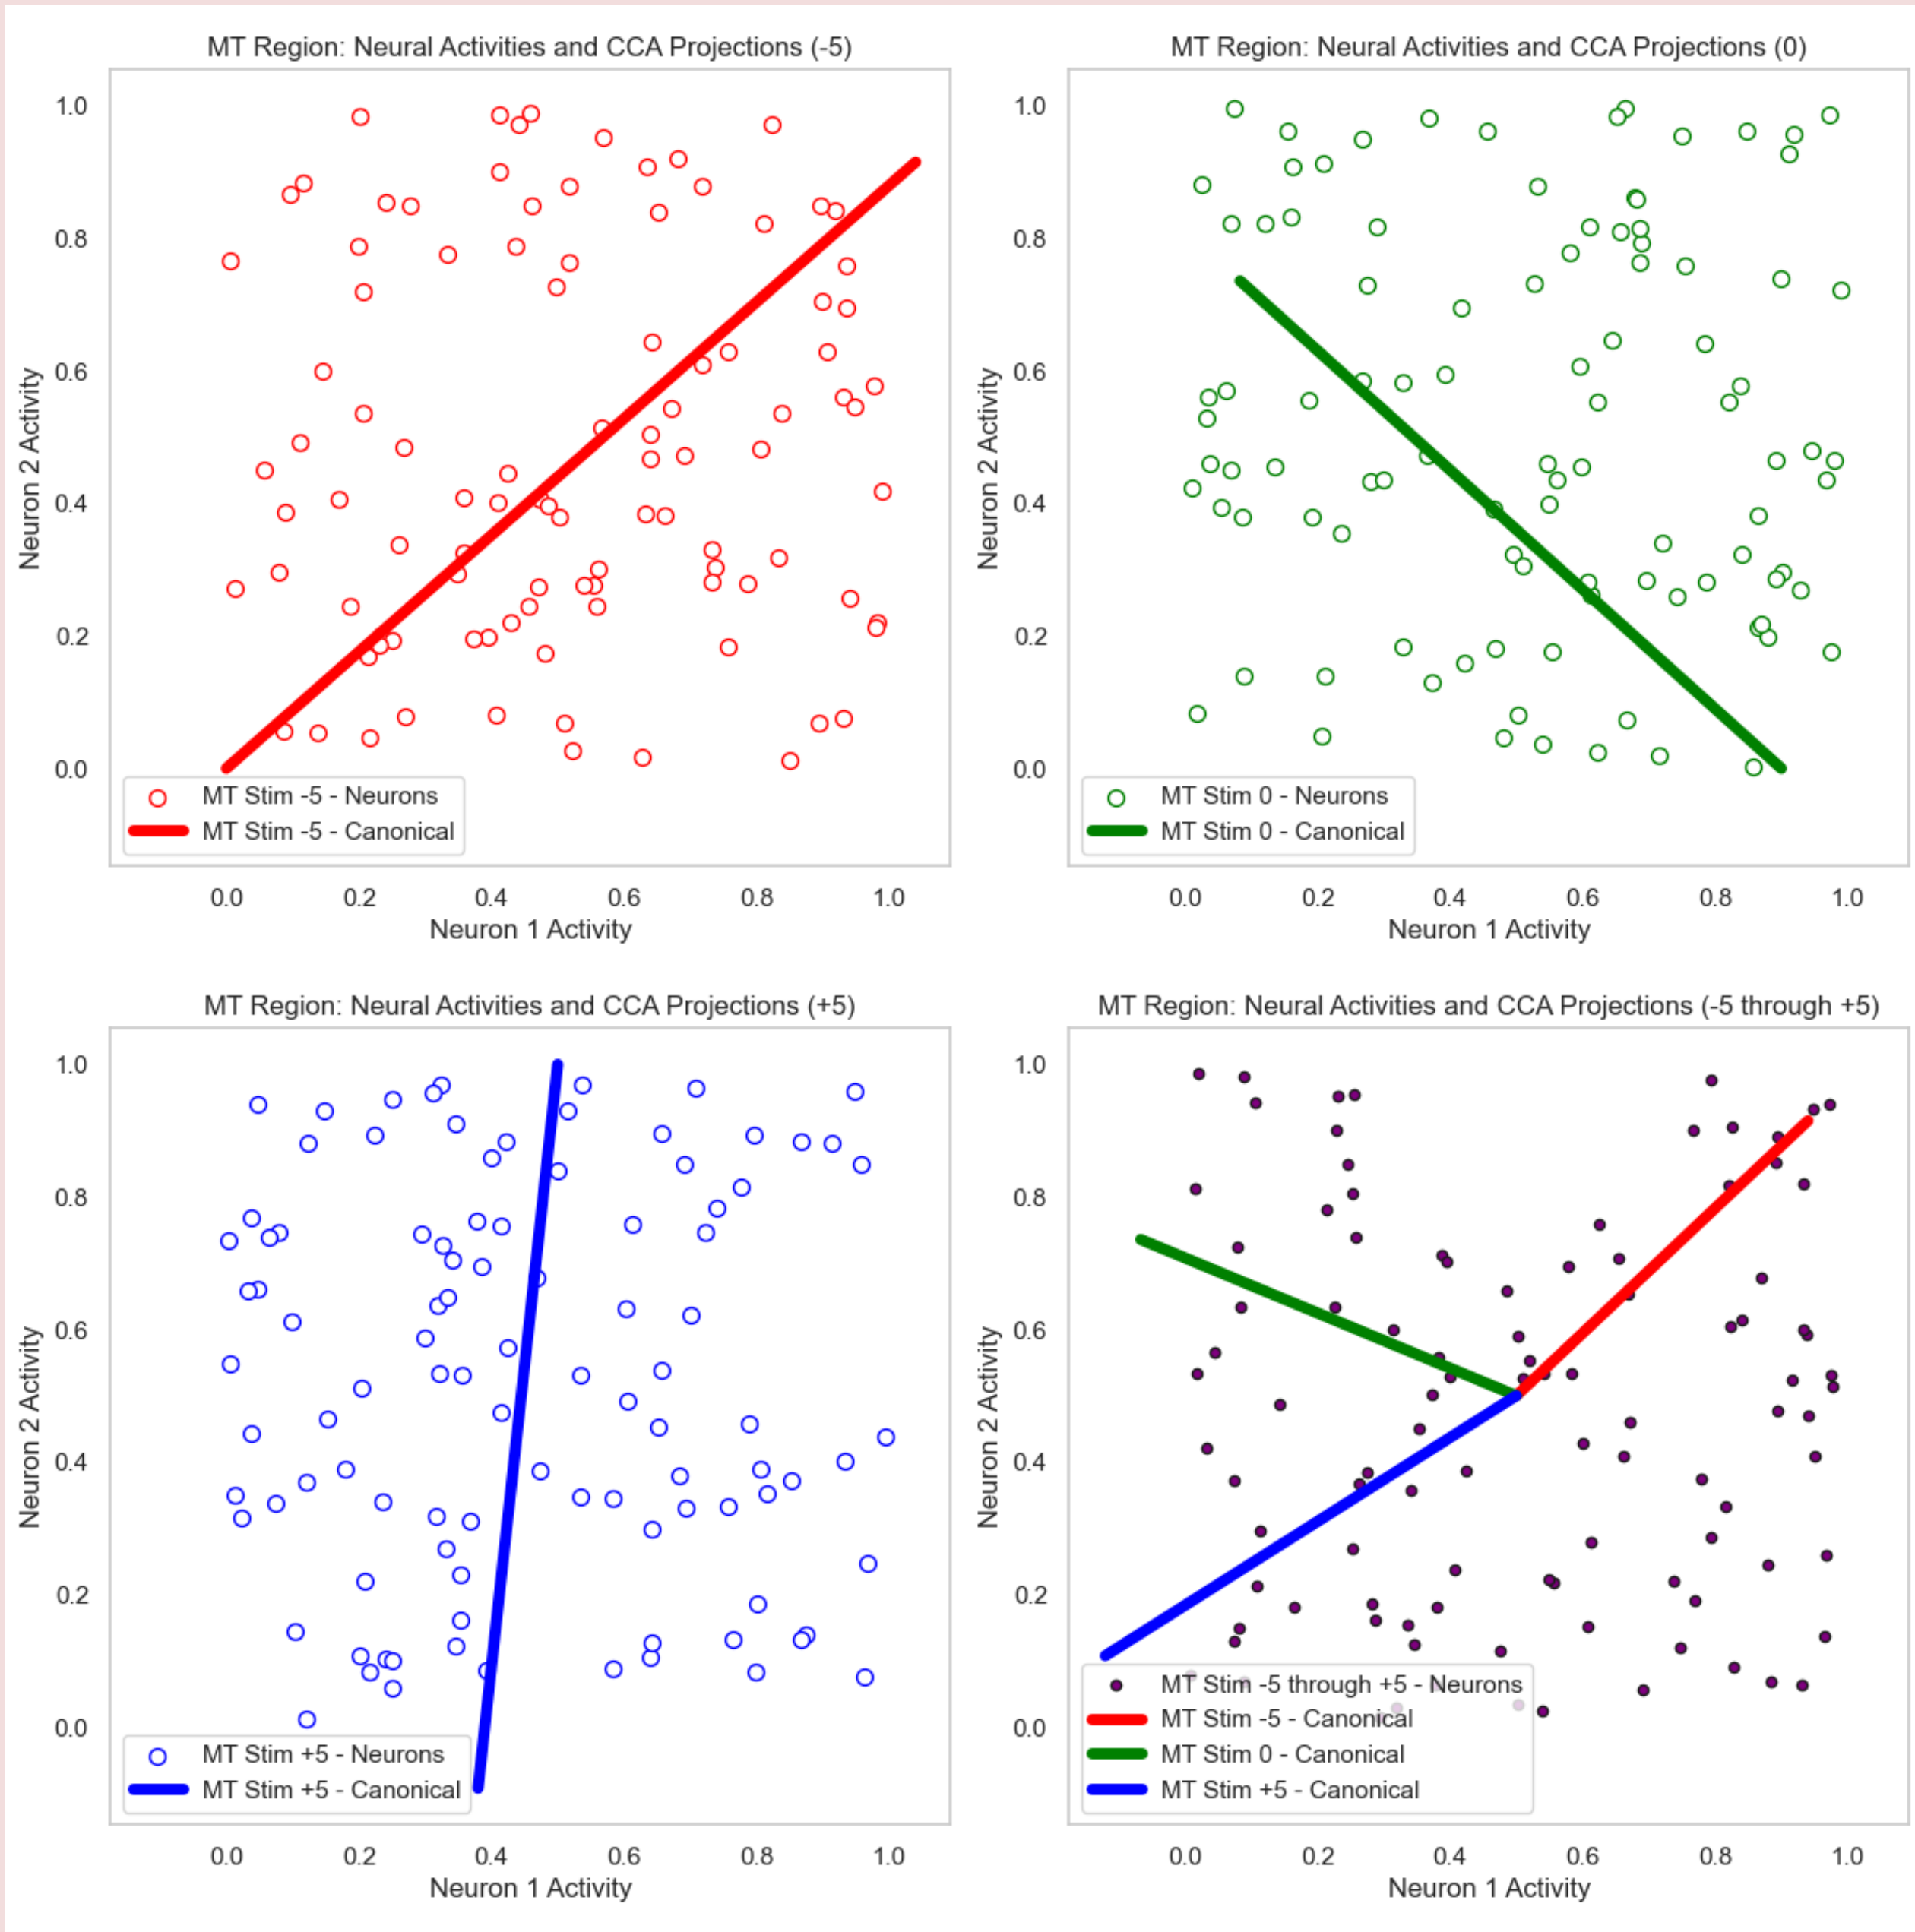 MT Region: Neural Activities and CCA Projections (-5)
1.0
0.8
0.6
0.4
0.2
0.0
Neuron 2 Activity
MT Stim -5 - Neurons
MT Stim -5 - Canonical
0.0 0.2 0.4 0.6 0.8 1.0
Neuron 1 Activity
MT Region: Neural Activities and CCA Projections (0)
1.0
0.8
0.6
0.4
0.2
0.0
Neuron 2 Activity
MT Stim 0 - Neurons
MT Stim 0 - Canonical
0.0 0.2 0.4 0.6 0.8 1.0
Neuron 1 Activity
MT Region: Neural Activities and CCA Projections (+5)
1.0
0.8
0.6
0.4
0.2
0.0
Neuron 2 Activity
MT Stim +5 - Neurons
MT Stim +5 - Canonical
0.0 0.2 0.4 0.6 0.8 1.0
Neuron 1 Activity
MT Region: Neural Activities and CCA Projections (-5 through +5)
1.0
0.8
0.6
0.4
0.2
0.0
Neuron 2 Activity
MT Stim -5 through +5 - Neurons
MT Stim -5 - Canonical
MT Stim 0 - Canonical
MT Stim +5 - Canonical
0.0 0.2 0.4 0.6 0.8 1.0
Neuron 1 Activity